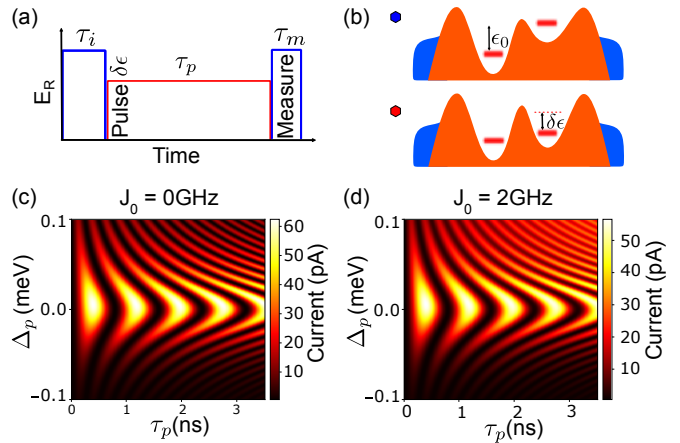 (a)
τ_i
τ_m
E_R
Pulse δϵ
τ_p
Measure
Time
(b)
ϵ_0
δϵ
(c)
J_0 = 0GHz
0.1
0.0
−0.1
Δ_p (meV)
0
1
2
3
τ_p(ns)
60
50
40
30
20
10
Current (pA)
(d)
J_0 = 2GHz
0.1
0.0
−0.1
Δ_p (meV)
0
1
2
3
τ_p(ns)
50
40
30
20
10
Current (pA)